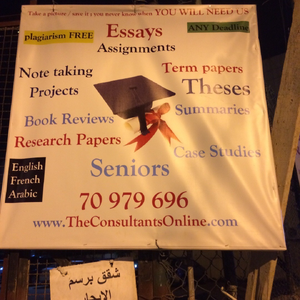 Take a picture / save it you never know when YOU WILL NEED US
plagiarism FREE
Essays
ANY Deadline
Assignments
Note taking
Term papers
Projects
Theses
Book Reviews
Summaries
Research Papers
Case Studies
English
French
Arabic
Seniors
70 979 696
www.TheConsultantsOnline.com
شقق برسم
الايجار